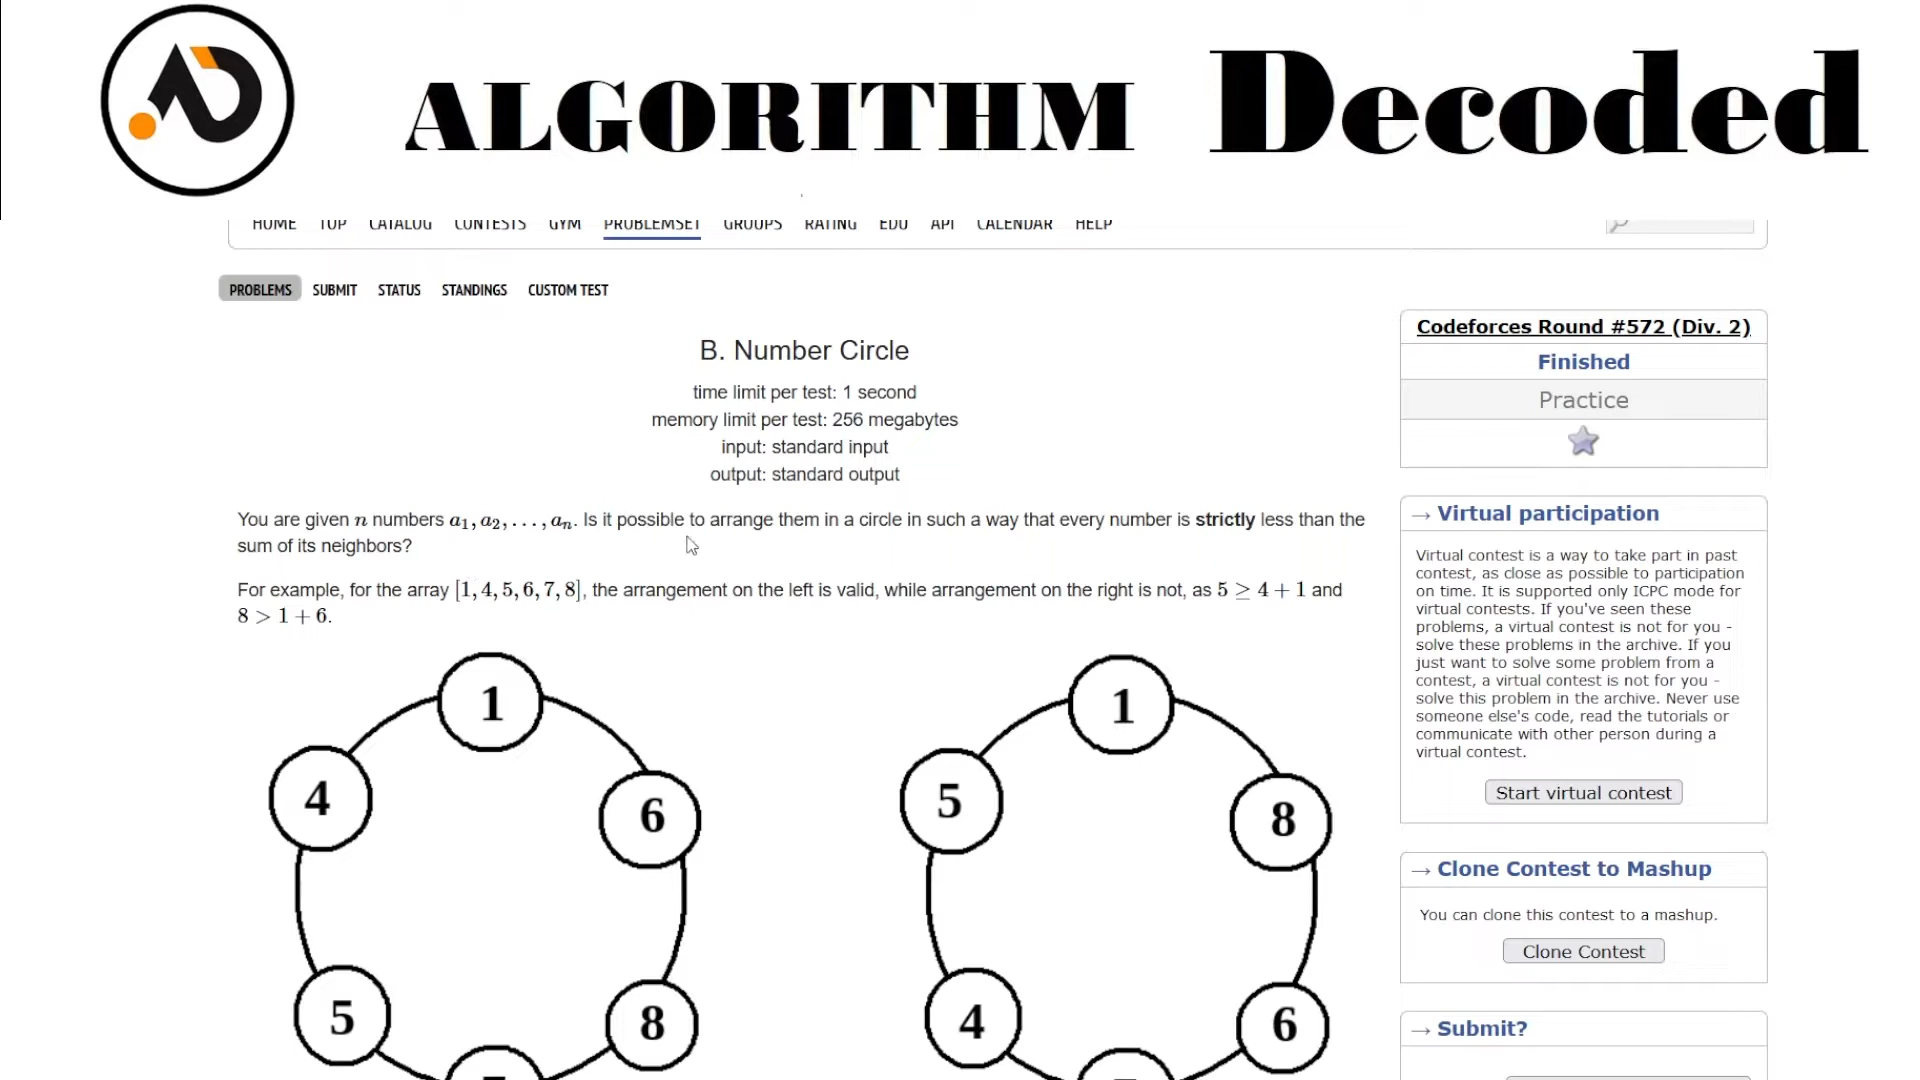 ALGORITHM Decoded
HOME TOP CATALOG CONTESTS GYM PROBLEMSET GROUPS RATING EDU API CALENDAR HELP
PROBLEMS SUBMIT STATUS STANDINGS CUSTOM TEST
B. Number Circle
time limit per test: 1 second
memory limit per test: 256 megabytes
input: standard input
output: standard output
You are given n numbers a₁, a₂, . . . , aₙ. Is it possible to arrange them in a circle in such a way that every number is strictly less than the
sum of its neighbors?
For example, for the array [1, 4, 5, 6, 7, 8], the arrangement on the left is valid, while arrangement on the right is not, as 5 ≥ 4 + 1 and
8 > 1 + 6.
1
4
6
5
8
1
5
8
4
6
Codeforces Round #572 (Div. 2)
Finished
Practice
→ Virtual participation
Virtual contest is a way to take part in past
contest, as close as possible to participation
on time. It is supported only ICPC mode for
virtual contests. If you've seen these
problems, a virtual contest is not for you -
solve these problems in the archive. If you
just want to solve some problem from a
contest, a virtual contest is not for you -
solve this problem in the archive. Never use
someone else's code, read the tutorials or
communicate with other person during a
virtual contest.
Start virtual contest
→ Clone Contest to Mashup
You can clone this contest to a mashup.
Clone Contest
→ Submit?